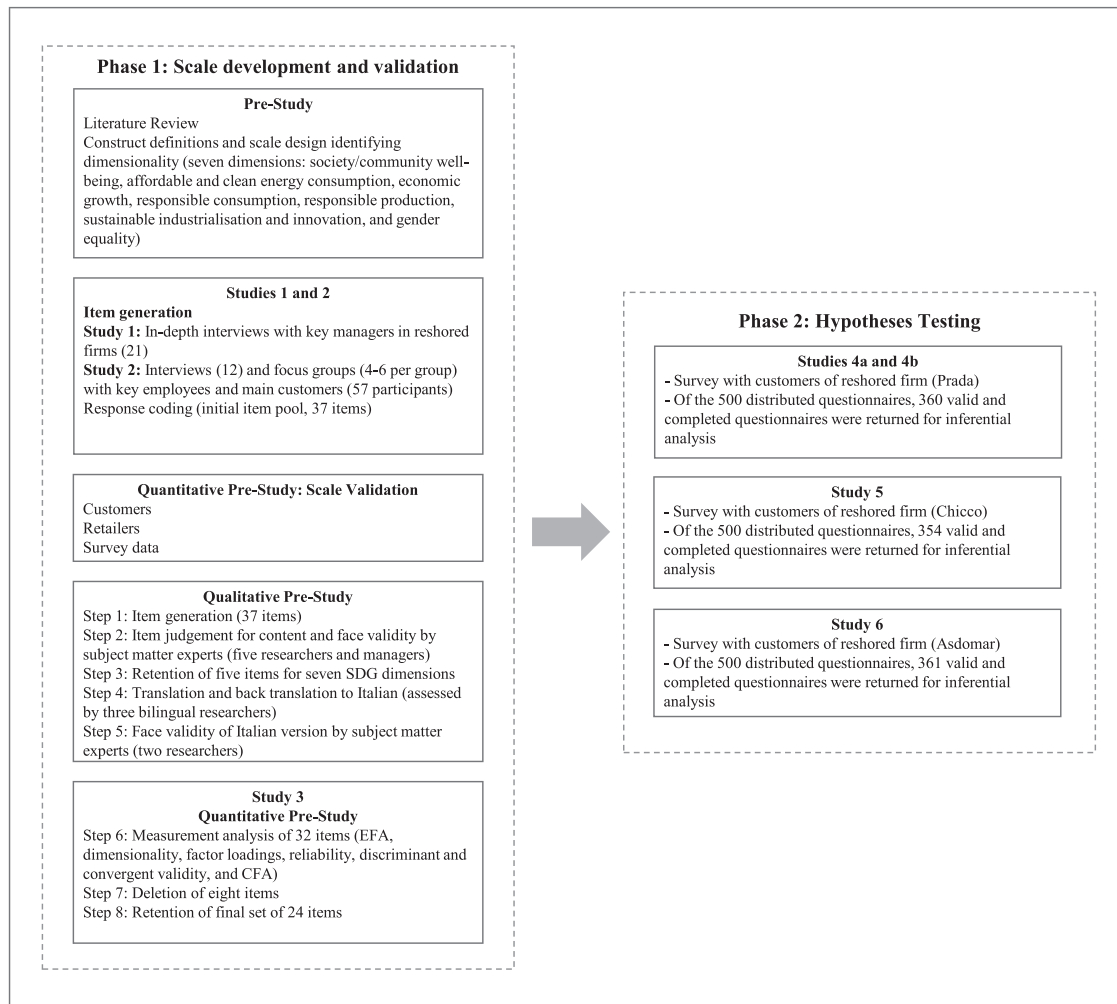 Phase 1: Scale development and validation
Pre-Study
Literature Review
Construct definitions and scale design identifying
dimensionality (seven dimensions: society/community well-
being, affordable and clean energy consumption, economic
growth, responsible consumption, responsible production,
sustainable industrialisation and innovation, and gender
equality)
Studies 1 and 2
Item generation
Study 1: In-depth interviews with key managers in reshored
firms (21)
Study 2: Interviews (12) and focus groups (4-6 per group)
with key employees and main customers (57 participants)
Response coding (initial item pool, 37 items)
Quantitative Pre-Study: Scale Validation
Customers
Retailers
Survey data
Qualitative Pre-Study
Step 1: Item generation (37 items)
Step 2: Item judgement for content and face validity by
subject matter experts (five researchers and managers)
Step 3: Retention of five items for seven SDG dimensions
Step 4: Translation and back translation to Italian (assessed
by three bilingual researchers)
Step 5: Face validity of Italian version by subject matter
experts (two researchers)
Study 3
Quantitative Pre-Study
Step 6: Measurement analysis of 32 items (EFA,
dimensionality, factor loadings, reliability, discriminant and
convergent validity, and CFA)
Step 7: Deletion of eight items
Step 8: Retention of final set of 24 items
Phase 2: Hypotheses Testing
Studies 4a and 4b
- Survey with customers of reshored firm (Prada)
- Of the 500 distributed questionnaires, 360 valid and
completed questionnaires were returned for inferential
analysis
Study 5
- Survey with customers of reshored firm (Chicco)
- Of the 500 distributed questionnaires, 354 valid and
completed questionnaires were returned for inferential
analysis
Study 6
- Survey with customers of reshored firm (Asdomar)
- Of the 500 distributed questionnaires, 361 valid and
completed questionnaires were returned for inferential
analysis